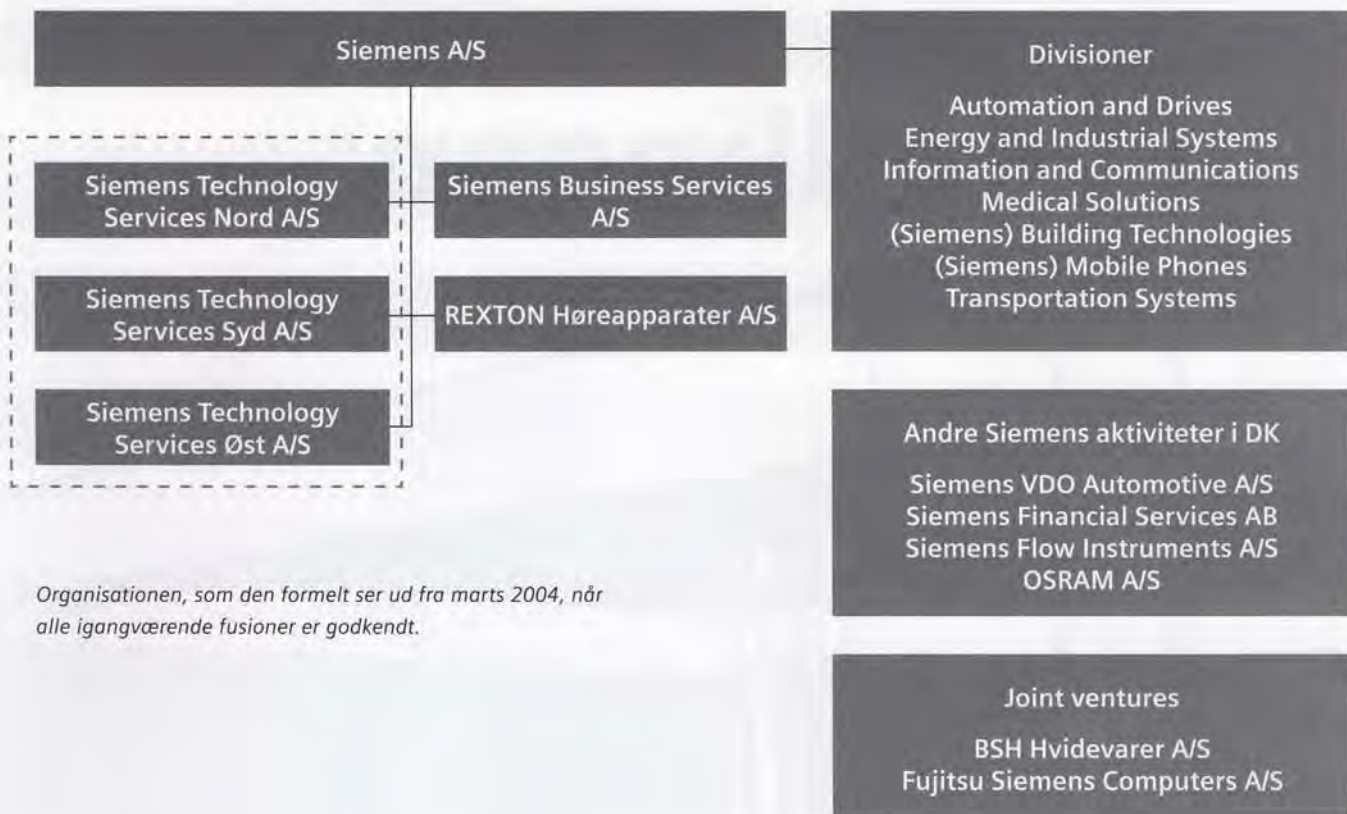 Siemens A/S
Siemens Technology
Services Nord A/S
Siemens Business Services
A/S
Siemens Technology
Services Syd A/S
REXTON Høreapparater A/S
Siemens Technology
Services Øst A/S
Organisationen, som den formelt ser ud fra marts 2004, når
alle igangværende fusioner er godkendt.
Divisioner
Automation and Drives
Energy and Industrial Systems
Information and Communications
Medical Solutions
(Siemens) Building Technologies
(Siemens) Mobile Phones
Transportation Systems
Andre Siemens aktiviteter i DK
Siemens VDO Automotive A/S
Siemens Financial Services AB
Siemens Flow Instruments A/S
OSRAM A/S
Joint ventures
BSH Hvidevarer A/S
Fujitsu Siemens Computers A/S